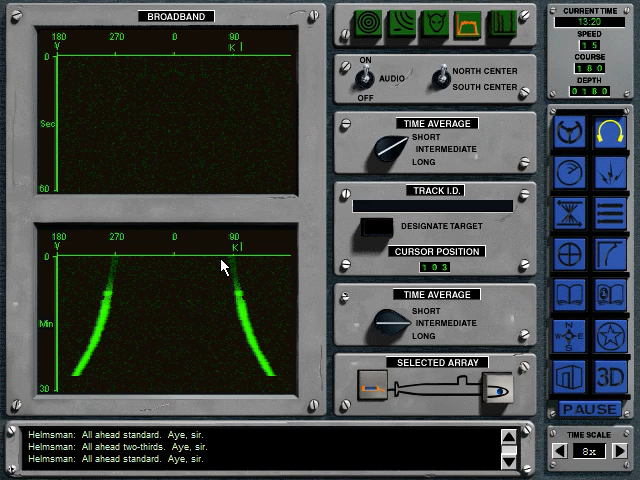 BROADBAND
180 270 0 90
V K
0
Sec
60
180 270 0 90
V K
0
Min
30
ON
AUDIO
OFF
NORTH CENTER
SOUTH CENTER
TIME AVERAGE
SHORT
INTERMEDIATE
LONG
TRACK I.D.
DESIGNATE TARGET
CURSOR POSITION
103
TIME AVERAGE
SHORT
INTERMEDIATE
LONG
SELECTED ARRAY
CURRENT TIME
13:20
SPEED
15
COURSE
180
DEPTH
0180
N
W E
S
3D
PAUSE
TIME SCALE
8x
Helmsman: All ahead standard. Aye, sir.
Helmsman: All ahead two-thirds. Aye, sir.
Helmsman: All ahead standard. Aye, sir.